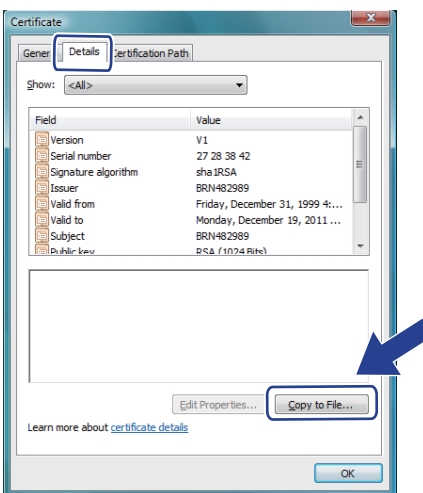 Certificate
General Details Certification Path
Show: <All>
Field Value
Version V1
Serial number 27 28 38 42
Signature algorithm sha1RSA
Issuer BRN482989
Valid from Friday, December 31, 1999 4:...
Valid to Monday, December 19, 2011 ...
Subject BRN482989
Public key RSA (1024 Bits)
Edit Properties... Copy to File...
Learn more about certificate details
OK